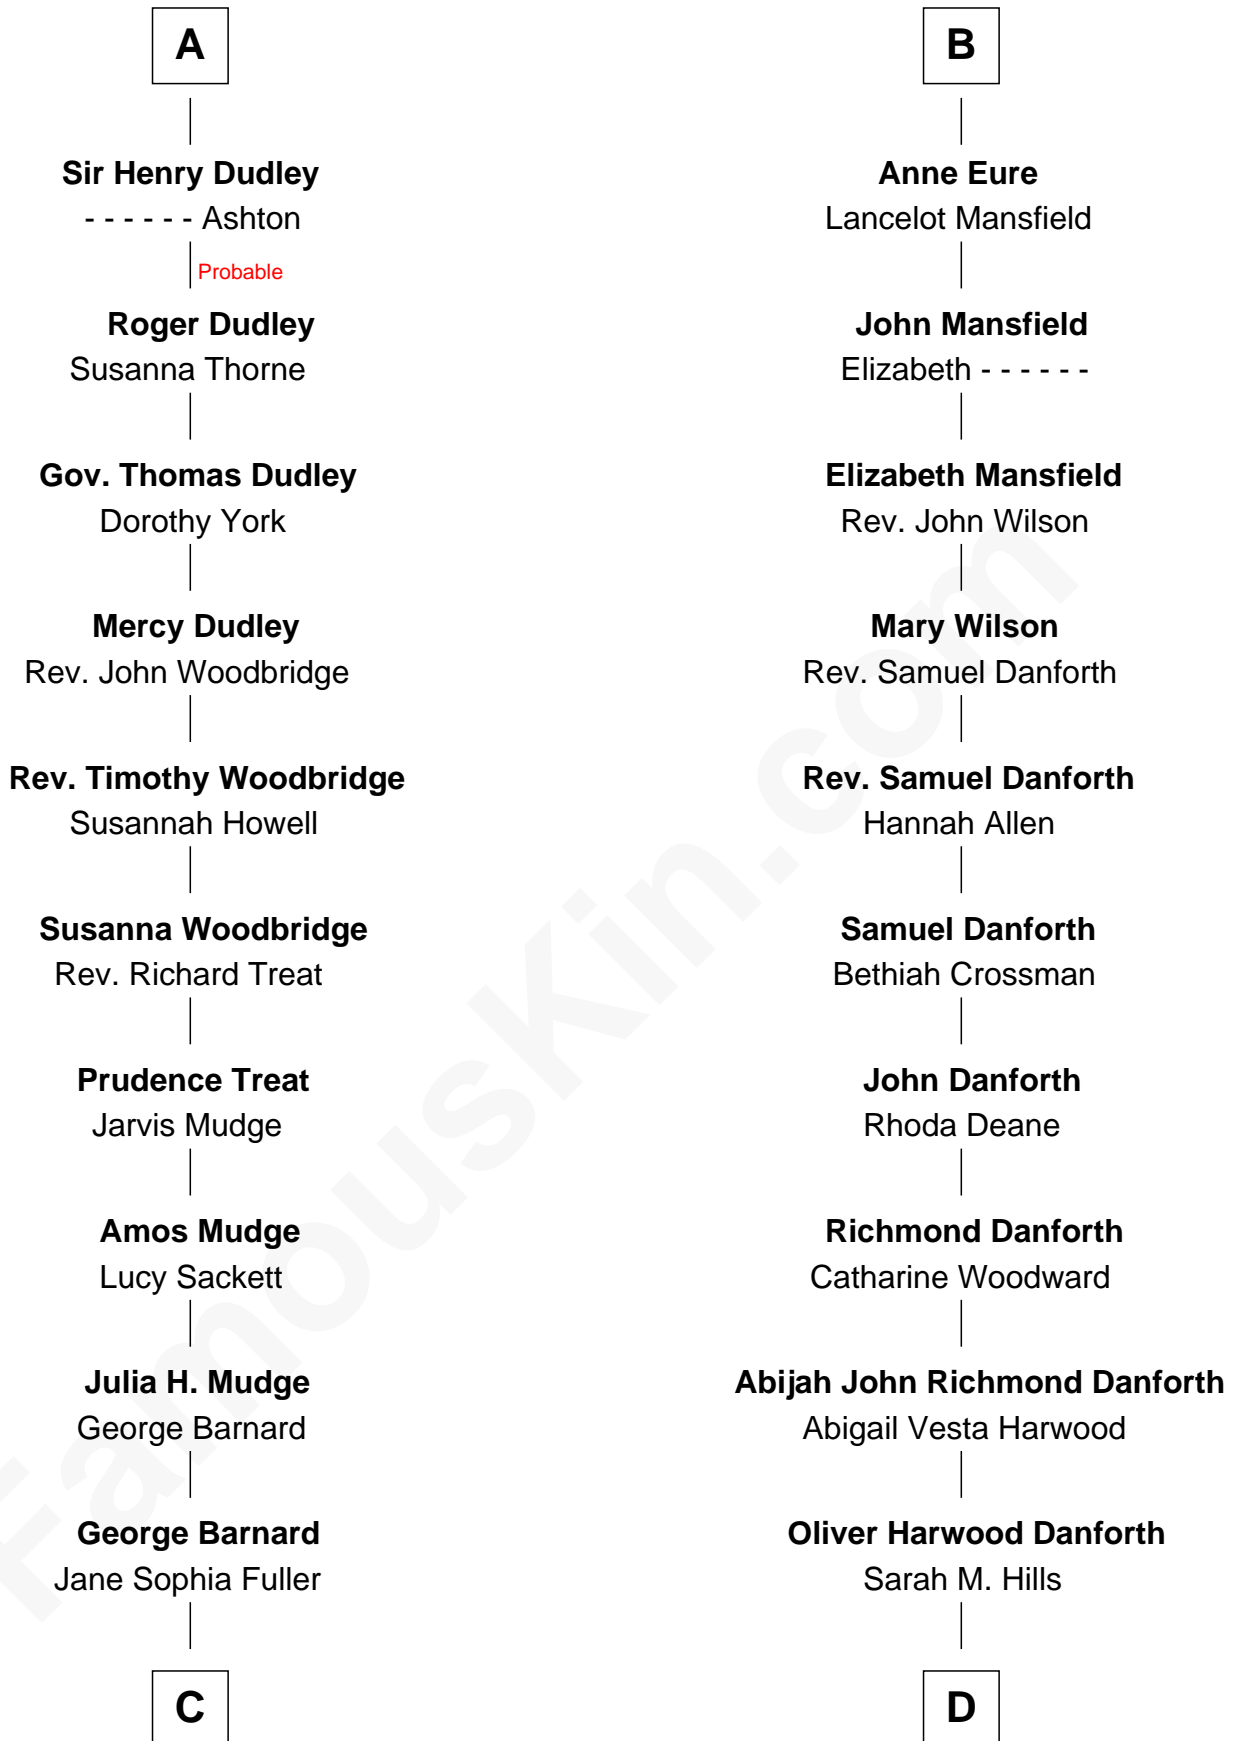 A
Sir Henry Dudley
- - - - - - Ashton
Probable
Roger Dudley
Susanna Thorne
Gov. Thomas Dudley
Dorothy York
Mercy Dudley
Rev. John Woodbridge
Rev. Timothy Woodbridge
Susannah Howell
Susanna Woodbridge
Rev. Richard Treat
Prudence Treat
Jarvis Mudge
Amos Mudge
Lucy Sackett
Julia H. Mudge
George Barnard
George Barnard
Jane Sophia Fuller
C
B
Anne Eure
Lancelot Mansfield
John Mansfield
Elizabeth - - - - - -
Elizabeth Mansfield
Rev. John Wilson
Mary Wilson
Rev. Samuel Danforth
Rev. Samuel Danforth
Hannah Allen
Samuel Danforth
Bethiah Crossman
John Danforth
Rhoda Deane
Richmond Danforth
Catharine Woodward
Abijah John Richmond Danforth
Abigail Vesta Harwood
Oliver Harwood Danforth
Sarah M. Hills
D
FamousKin.com